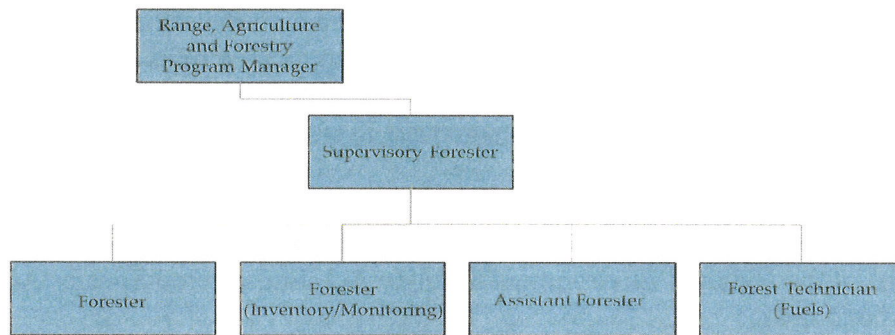 Range, Agriculture
and Forestry
Program Manager
Supervisory Forester
Forester
Forester
(Inventory/Monitoring)
Assistant Forester
Forest Technician
(Fuels)